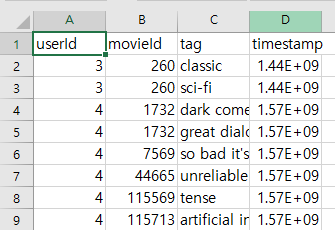 A B C D
1 userId movieId tag timestamp
2 3 260 classic 1.44E+09
3 3 260 sci-fi 1.44E+09
4 4 1732 dark come 1.57E+09
5 4 1732 great dialo 1.57E+09
6 4 7569 so bad it's 1.57E+09
7 4 44665 unreliable 1.57E+09
8 4 115569 tense 1.57E+09
9 4 115713 artificial in 1.57E+09